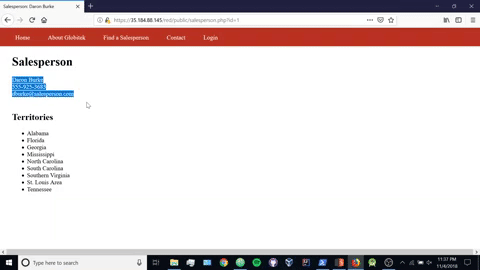 Salesperson: Daron Burke
https://35.184.88.145/red/public/salesperson.php?id=1
Home
About Globitek
Find a Salesperson
Contact
Login
Salesperson
Daron Burke
555-925-3685
dburke@salesperson.com
Territories
Alabama
Florida
Georgia
Mississippi
North Carolina
South Carolina
Southern Virginia
St. Louis Area
Tennessee
Type here to search
11:37 PM
11/4/2018